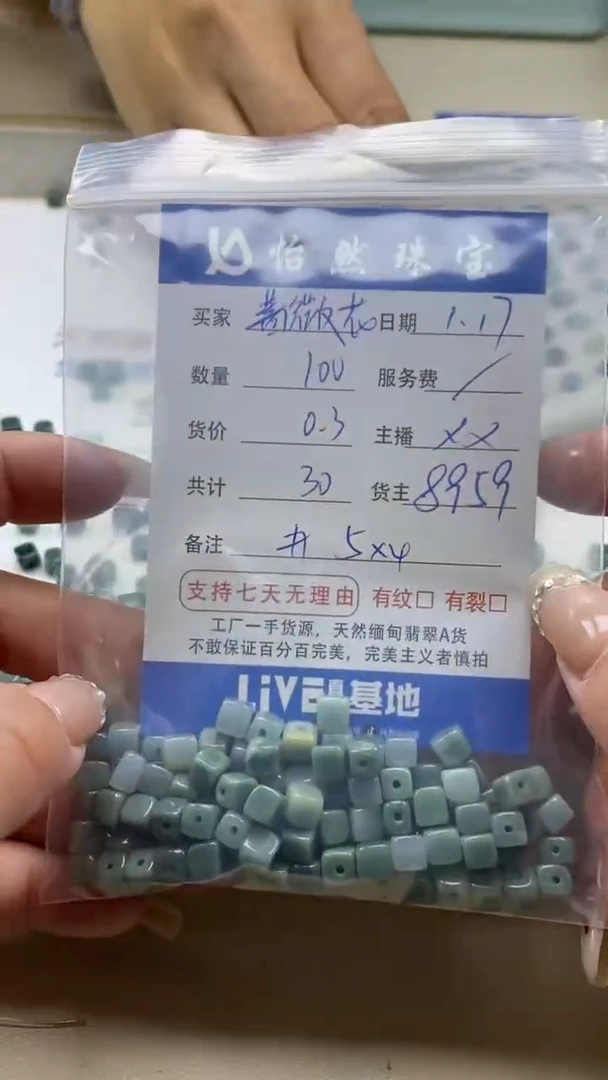 怡然珠宝
买家 蔷薇花 日期 1.17
数量 100 服务费 /
货价 0.3 主播 XX
共计 30 货主 8959
备注 # 5x4
支持七天无理由 有纹□ 有裂□
工厂一手货源，天然缅甸翡翠A货
不敢保证百分百完美，完美主义者慎拍
基地